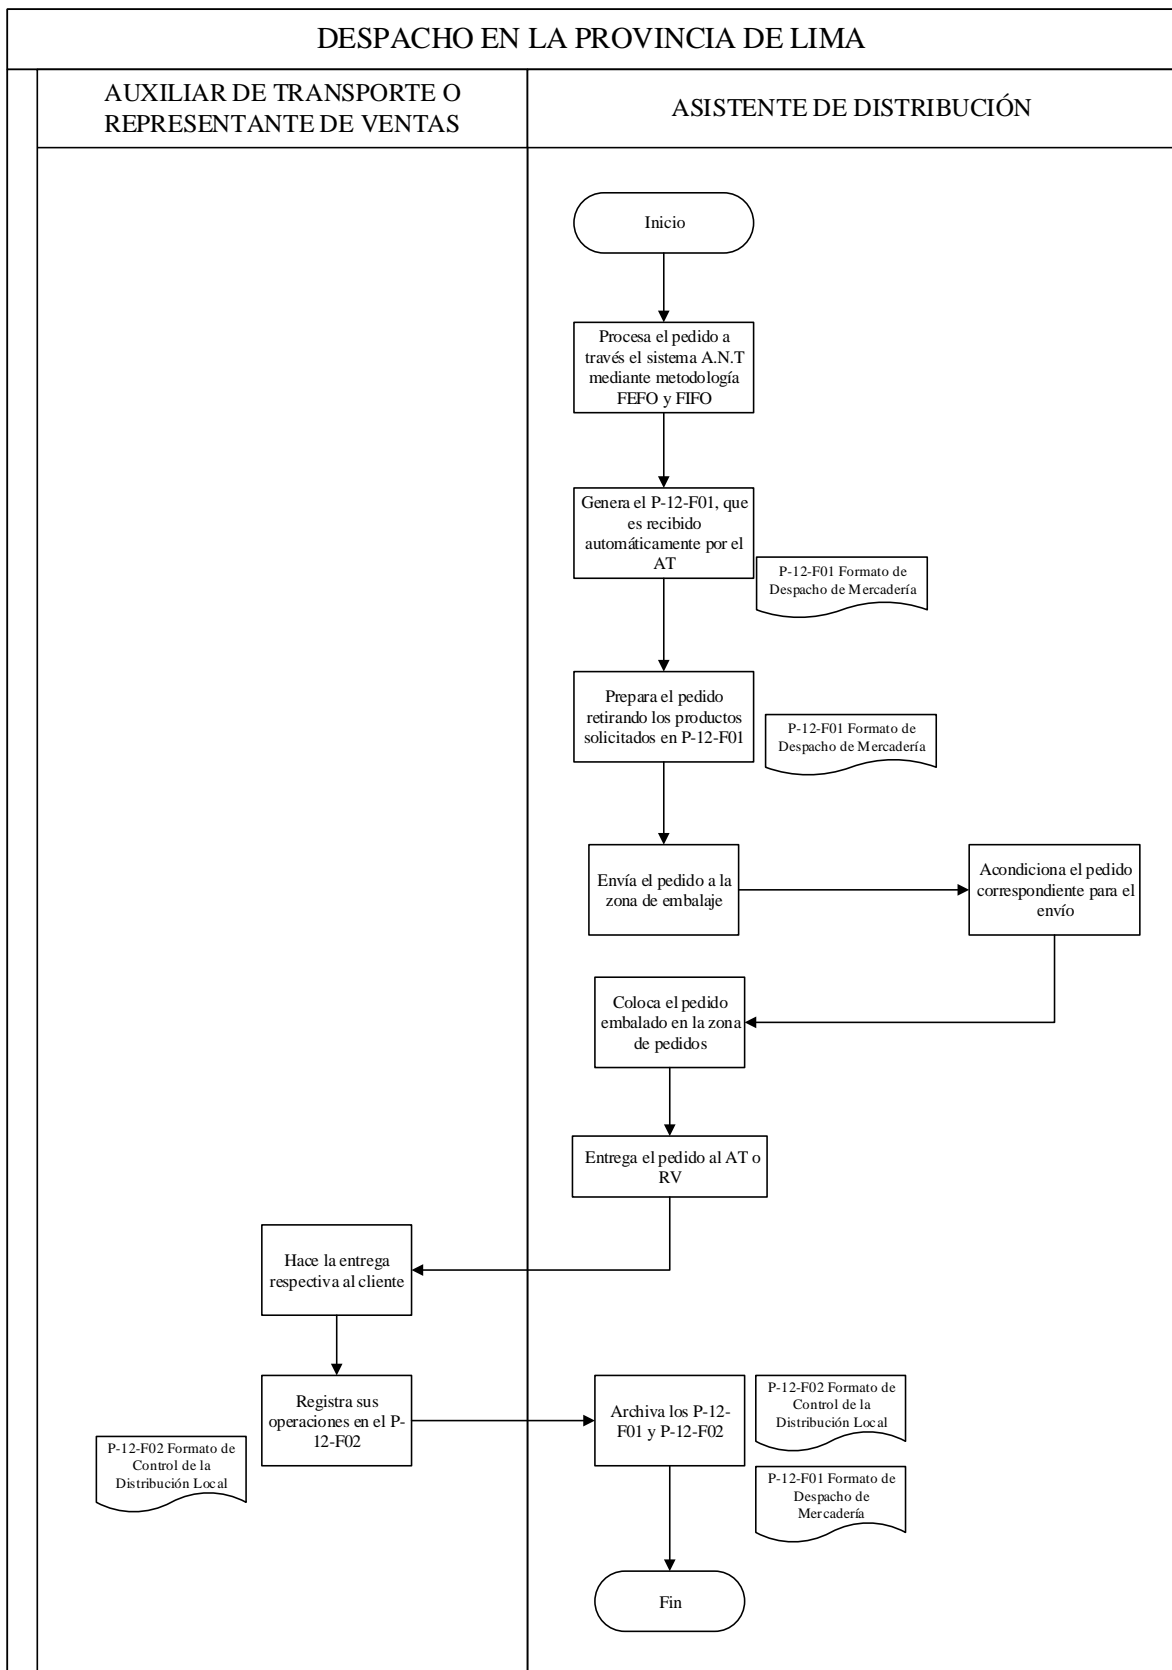 DESPACHO EN LA PROVINCIA DE LIMA
AUXILIAR DE TRANSPORTE O
REPRESENTANTE DE VENTAS
ASISTENTE DE DISTRIBUCIÓN
Inicio
Procesa el pedido a
través el sistema A.N.T
mediante metodología
FEFO y FIFO
Genera el P-12-F01, que
es recibido
automáticamente por el
AT
P-12-F01 Formato de
Despacho de Mercadería
Prepara el pedido
retirando los productos
solicitados en P-12-F01
P-12-F01 Formato de
Despacho de Mercadería
Envía el pedido a la
zona de embalaje
Acondiciona el pedido
correspondiente para el
envío
Coloca el pedido
embalado en la zona
de pedidos
Entrega el pedido al AT o
RV
Hace la entrega
respectiva al cliente
Registra sus
operaciones en el P-
12-F02
P-12-F02 Formato de
Control de la
Distribución Local
Archiva los P-12-
F01 y P-12-F02
P-12-F02 Formato de
Control de la
Distribución Local
P-12-F01 Formato de
Despacho de
Mercadería
Fin